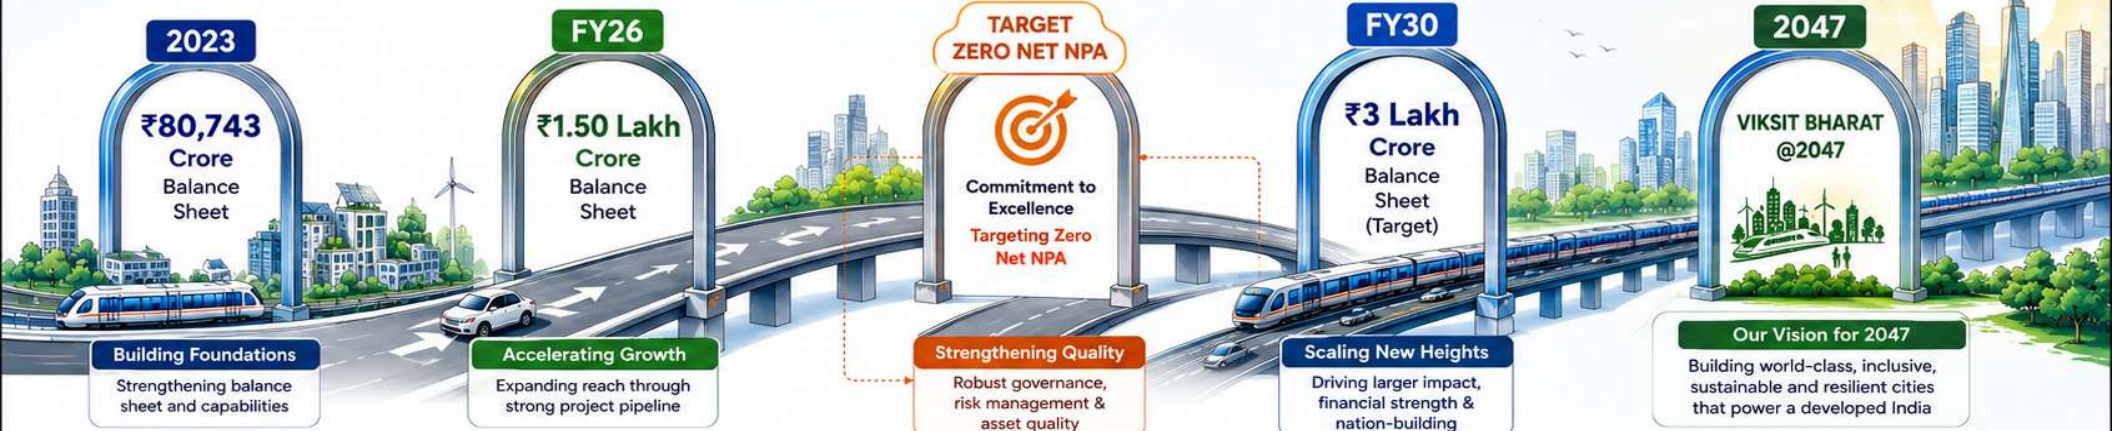 2023
₹80,743
Crore
Balance
Sheet
Building Foundations
Strengthening balance
sheet and capabilities
FY26
₹1.50 Lakh
Crore
Balance
Sheet
Accelerating Growth
Expanding reach through
strong project pipeline
TARGET
ZERO NET NPA
Commitment to
Excellence
Targeting Zero
Net NPA
Strengthening Quality
Robust governance,
risk management &
asset quality
FY30
₹3 Lakh
Crore
Balance
Sheet
(Target)
Scaling New Heights
Driving larger impact,
financial strength &
nation-building
2047
VIKSIT BHARAT
@2047
Our Vision for 2047
Building world-class, inclusive,
sustainable and resilient cities
that power a developed India